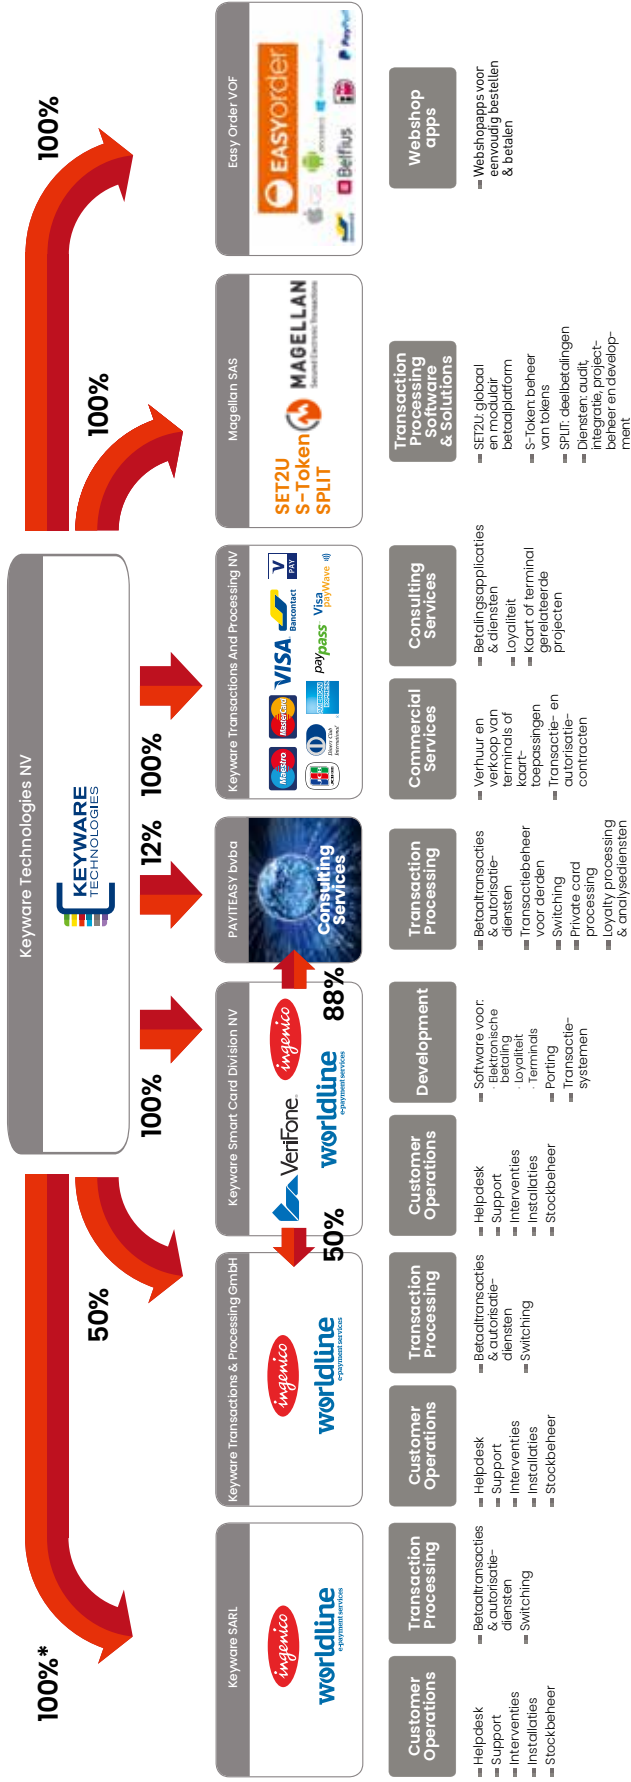 Keyware Technologies NV
KEYWARE
TECHNOLOGIES
100%*
50%
100%
12%
100%
100%
100%
Keyware SARL
ingenico
worldline
e-payment services
Customer
Operations
Helpdesk
Support
Interventies
Installaties
Stockbeheer
Transaction
Processing
Betaaltransacties
& autorisatie-
diensten
Switching
Keyware Transactions & Processing GmbH
ingenico
worldline
e-payment services
Customer
Operations
Helpdesk
Support
Interventies
Installaties
Stockbeheer
Transaction
Processing
Betaaltransacties
& autorisatie-
diensten
Switching
50%
Keyware Smart Card Division NV
VeriFone
ingenico
worldline
e-payment services
Customer
Operations
Helpdesk
Support
Interventies
Installaties
Stockbeheer
Development
Software voor:
· Elektronische
betaling
· Loyaliteit
· Terminals
Porting
Transactie-
systemen
88%
PAYITEASY bvba
Consulting
Services
Transaction
Processing
Betaaltransacties
& autorisatie-
diensten
Transactiebeheer
voor derden
Switching
Private card
processing
Loyalty processing
& analysediensten
Keyware Transactions And Processing NV
Maestro
MasterCard
VISA
Bancontact
V
PAY
JCB
Diners Club
International
AMERICAN
EXPRESS
paypass
Visa
payWave
Commercial
Services
Verhuur en
verkoop van
terminals of
kaart-
toepassingen
Transactie- en
autorisatie-
contracten
Consulting
Services
Betalingsapplicaties
& diensten
Loyaliteit
Kaart of terminal
gerelateerde
projecten
Magellan SAS
SET2U
S-Token
SPLIT
MAGELLAN
Secured Electronic Transactions
Transaction
Processing
Software
& Solutions
SET2U: globaal
en modulair
betaalplatform
S-Token: beheer
van tokens
SPLIT: deelbetalingen
Diensten: audit,
integratie, project-
beheer en develop-
ment
Easy Order VOF
EASYorder
iOS
ANDROID
Windows Phone
Belfius
iDEAL
PayPal
Webshop
apps
Webshopapps voor
eenvoudig bestellen
& betalen